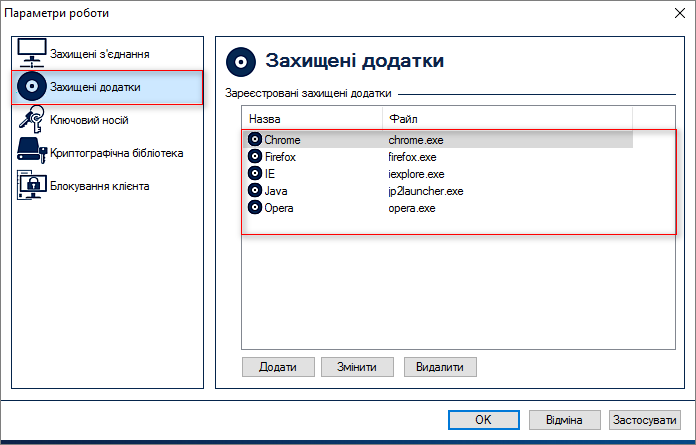 Параметри роботи
Захищені з'єднання
Захищені додатки
Ключовий носій
Криптографічна бібліотека
Блокування клієнта
Захищені додатки
Зареєстровані захищені додатки
Назва Файл
Chrome chrome.exe
Firefox firefox.exe
IE iexplore.exe
Java jp2launcher.exe
Opera opera.exe
Додати Змінити Видалити
OK Відміна Застосувати